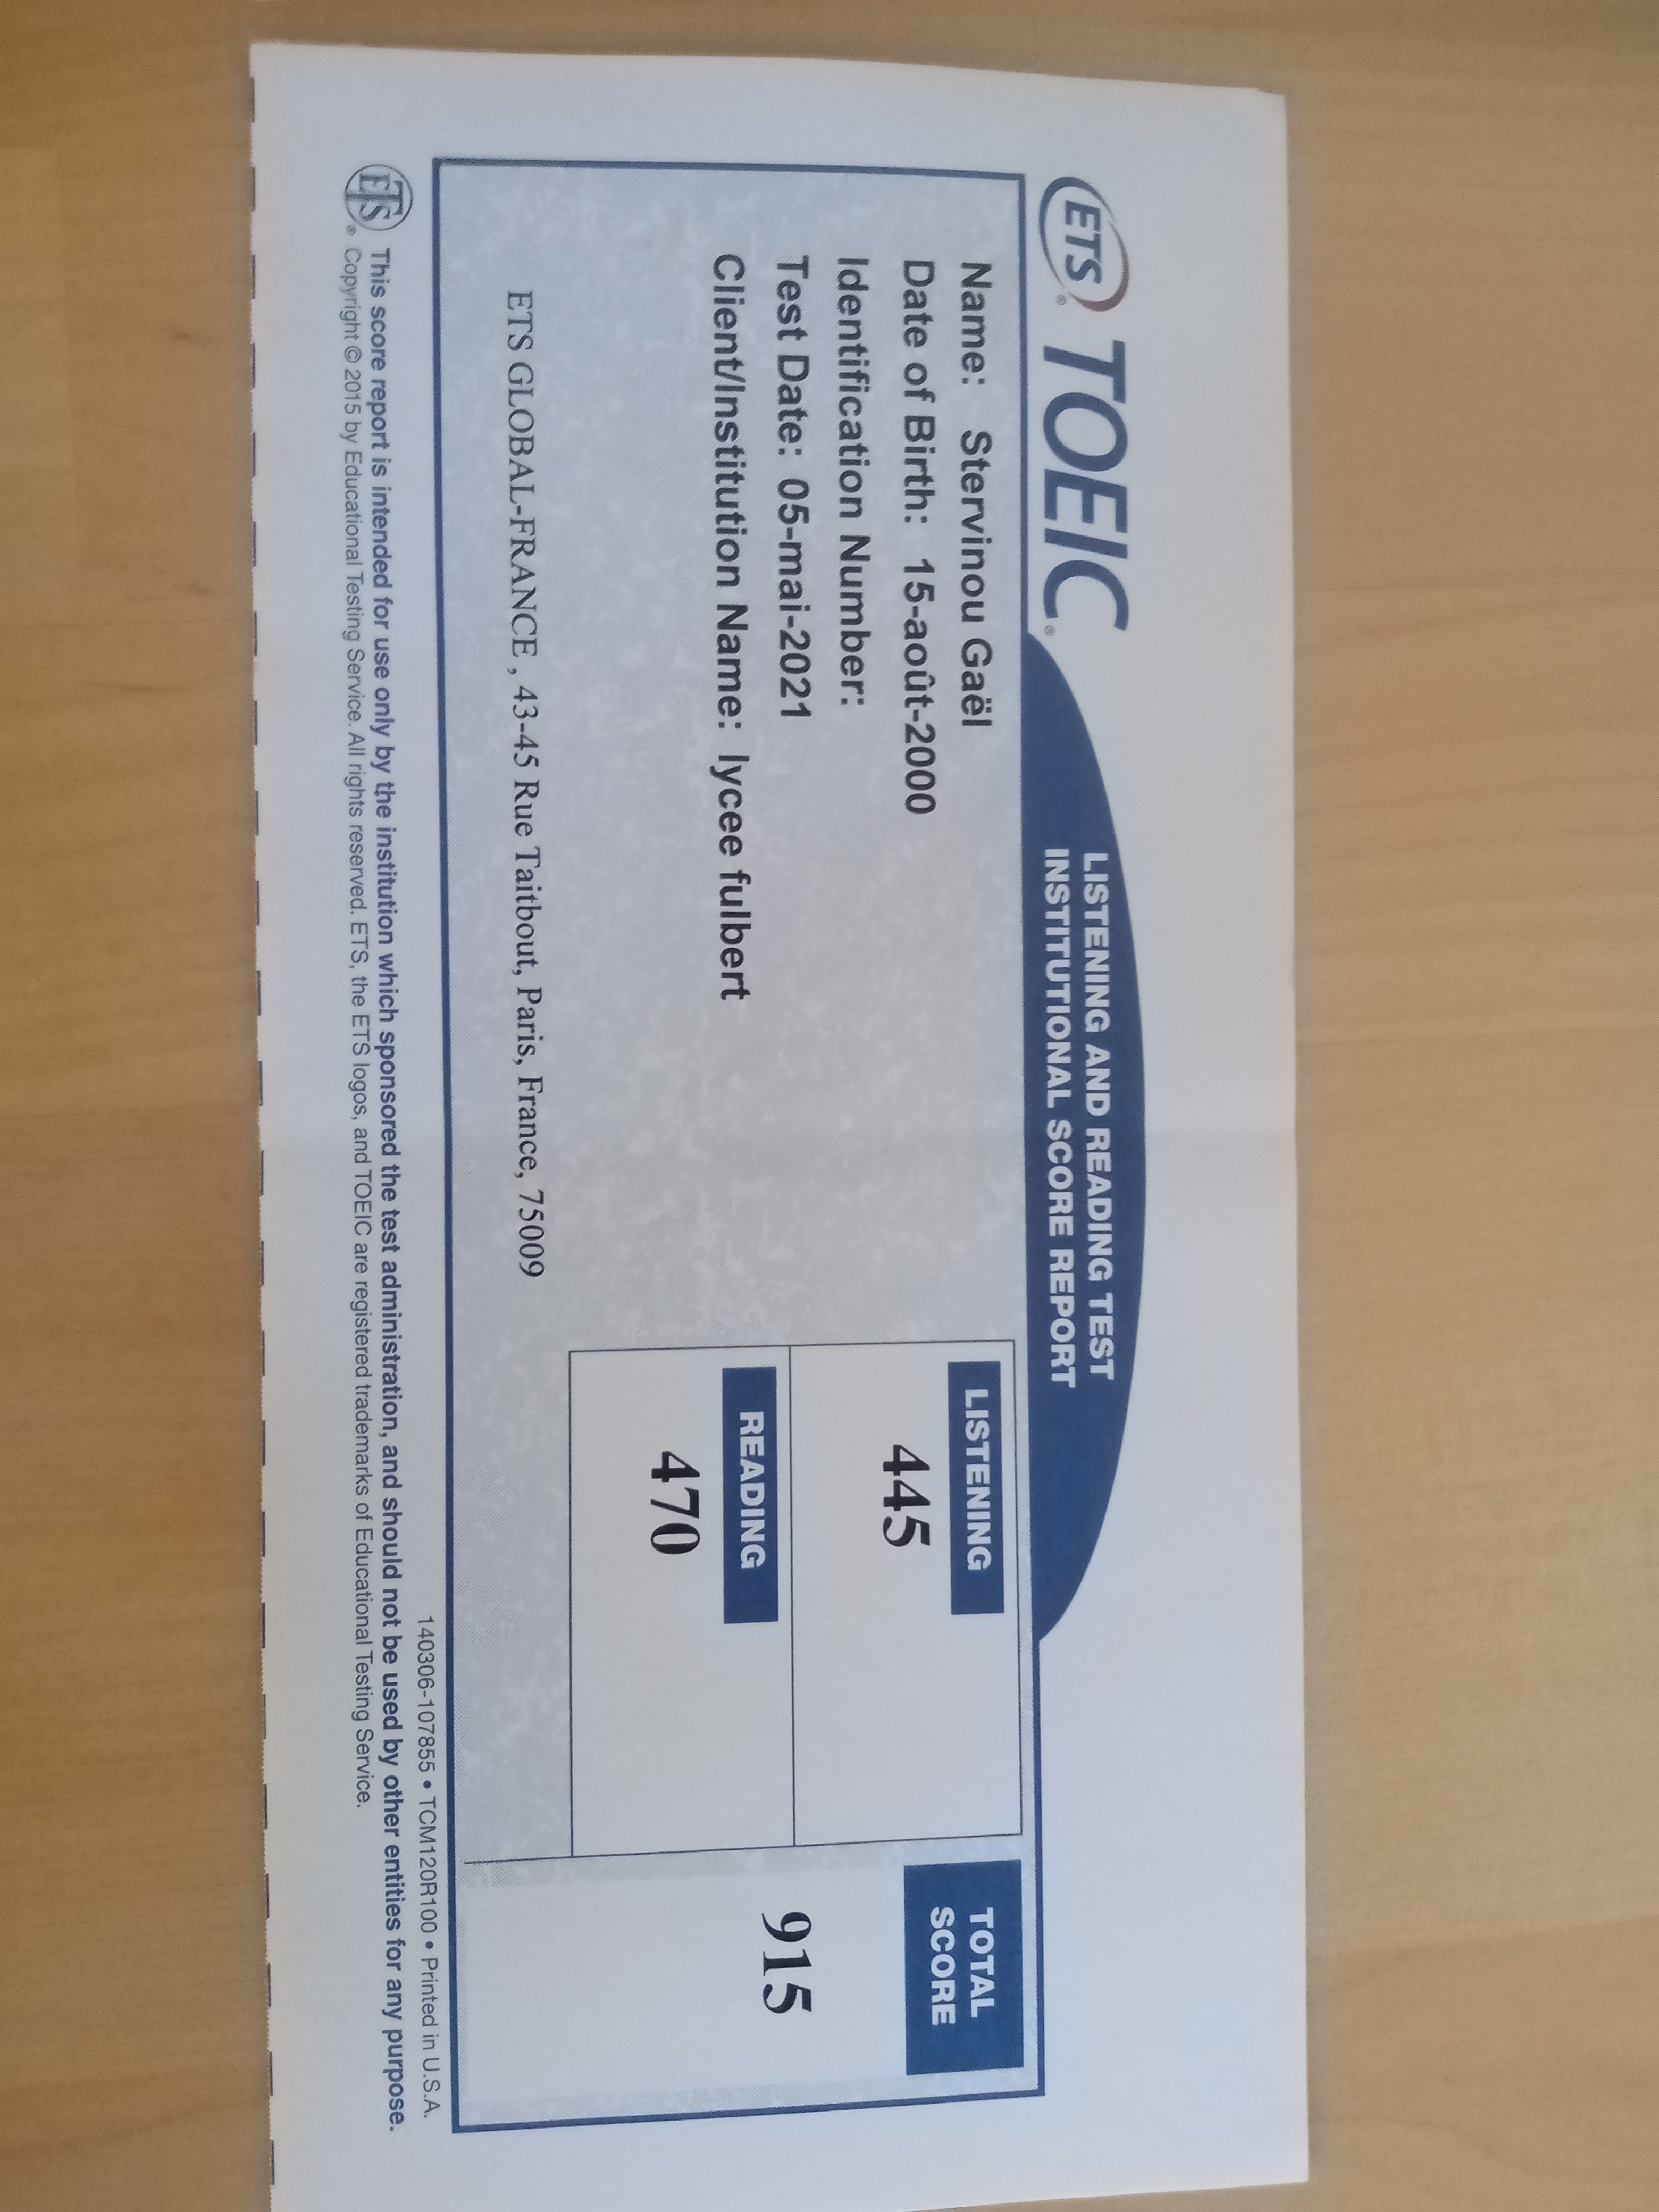 ETS® TOEIC®
LISTENING AND READING TEST
INSTITUTIONAL SCORE REPORT
Name: Stervinou Gaël
Date of Birth: 15-août-2000
Identification Number:
Test Date: 05-mai-2021
Client/Institution Name: lycee fulbert
ETS GLOBAL-FRANCE , 43-45 Rue Taitbout, Paris, France, 75009
LISTENING
445
READING
470
TOTAL
SCORE
915
140306-107855 • TCM120R100 • Printed in U.S.A.
ETS® This score report is intended for use only by the institution which sponsored the test administration, and should not be used by other entities for any purpose.
Copyright © 2015 by Educational Testing Service. All rights reserved. ETS, the ETS logos, and TOEIC are registered trademarks of Educational Testing Service.